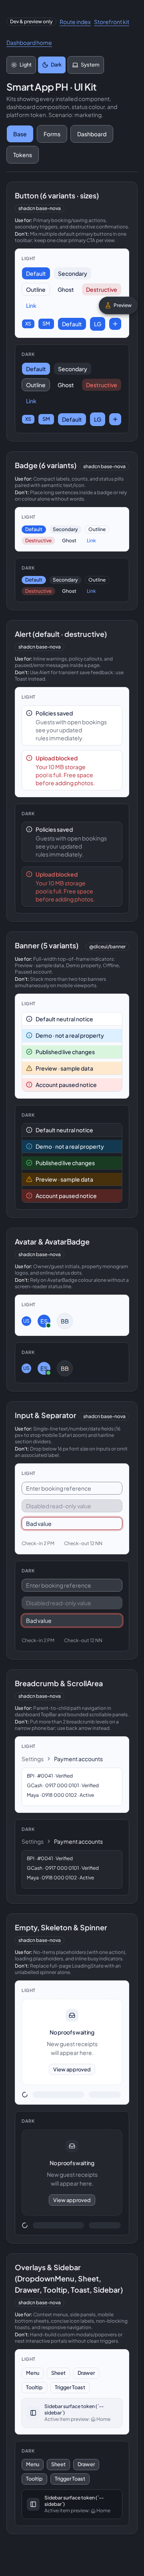 Dev & preview only
Route index
Storefront kit
Dashboard home
Light
Dark
System
Smart App PH · UI Kit
Kits showing every installed component,
dashboard composition, status colour, and
platform token. Scenario: marketing.
Base
Forms
Dashboard
Tokens
Button (6 variants · sizes)
shadcn base-nova
Use for: Primary booking/saving actions,
secondary triggers, and destructive confirmations.
Don't: Mix multiple default primary buttons in one
toolbar; keep one clear primary CTA per view.
LIGHT
Default
Secondary
Outline
Ghost
Destructive
Link
Preview
XS
SM
Default
LG
+
DARK
Default
Secondary
Outline
Ghost
Destructive
Link
XS
SM
Default
LG
+
Badge (6 variants)
shadcn base-nova
Use for: Compact labels, counts, and status pills
paired with semantic text/icon.
Don't: Place long sentences inside a badge or rely
on colour alone without words.
LIGHT
Default
Secondary
Outline
Destructive
Ghost
Link
DARK
Default
Secondary
Outline
Destructive
Ghost
Link
Alert (default · destructive)
shadcn base-nova
Use for: Inline warnings, policy updates, and
paused/error messages inside a page.
Don't: Use Alert for transient save feedback; use
Toast instead.
LIGHT
Policies saved
Guests with open bookings
see your updated
rules immediately.
Upload blocked
Your 10 MB storage
pool is full. Free space
before adding photos.
DARK
Policies saved
Guests with open bookings
see your updated
rules immediately.
Upload blocked
Your 10 MB storage
pool is full. Free space
before adding photos.
Banner (5 variants)
@diceui/banner
Use for: Full-width top-of-frame indicators:
Preview · sample data, Demo property, Offline,
Paused account.
Don't: Stack more than two top banners
simultaneously on mobile viewports.
LIGHT
Default neutral notice
Demo · not a real property
Published live changes
Preview · sample data
Account paused notice
DARK
Default neutral notice
Demo · not a real property
Published live changes
Preview · sample data
Account paused notice
Avatar & AvatarBadge
shadcn base-nova
Use for: Owner/guest initials, property monogram
logos, and online/status dots.
Don't: Rely on AvatarBadge colour alone without a
screen-reader status line.
LIGHT
BB
DARK
BB
Input & Separator
shadcn base-nova
Use for: Single-line text/number/date fields (16
px+ to stop mobile Safari zoom) and hairline
section dividers.
Don't: Drop below 16 px font size on inputs or omit
an associated label.
LIGHT
Enter booking reference
Disabled read-only value
Bad value
Check-in 2 PM
Check-out 12 NN
DARK
Enter booking reference
Disabled read-only value
Bad value
Check-in 2 PM
Check-out 12 NN
Breadcrumb & ScrollArea
shadcn base-nova
Use for: Parent-to-child path navigation in
dashboard TopBar and bounded scrollable panels.
Don't: Put more than 2 breadcrumb levels on a
narrow phone bar; use back arrow instead.
LIGHT
Settings > Payment accounts
BPI · #0041 · Verified
GCash · 0917 000 0101 · Verified
Maya · 0918 000 0102 · Active
DARK
Settings > Payment accounts
BPI · #0041 · Verified
GCash · 0917 000 0101 · Verified
Maya · 0918 000 0102 · Active
Empty, Skeleton & Spinner
shadcn base-nova
Use for: No-items placeholders with one action,
loading placeholders, and inline busy indicators.
Don't: Replace full-page LoadingState with an
unlabelled spinner alone.
LIGHT
No proofs waiting
New guest receipts
will appear here.
View approved
DARK
No proofs waiting
New guest receipts
will appear here.
View approved
Overlays & Sidebar
(DropdownMenu, Sheet,
Drawer, Tooltip, Toast, Sidebar)
shadcn base-nova
Use for: Context menus, side panels, mobile
bottom sheets, concise icon labels, non-blocking
toasts, and responsive navigation.
Don't: Hand-build custom modals/popovers or
nest interactive portals without clean triggers.
LIGHT
Menu
Sheet
Drawer
Tooltip
Trigger Toast
Sidebar surface token (`--
sidebar`)
Active item preview: Home
DARK
Menu
Sheet
Drawer
Tooltip
Trigger Toast
Sidebar surface token (`--
sidebar`)
Active item preview: Home